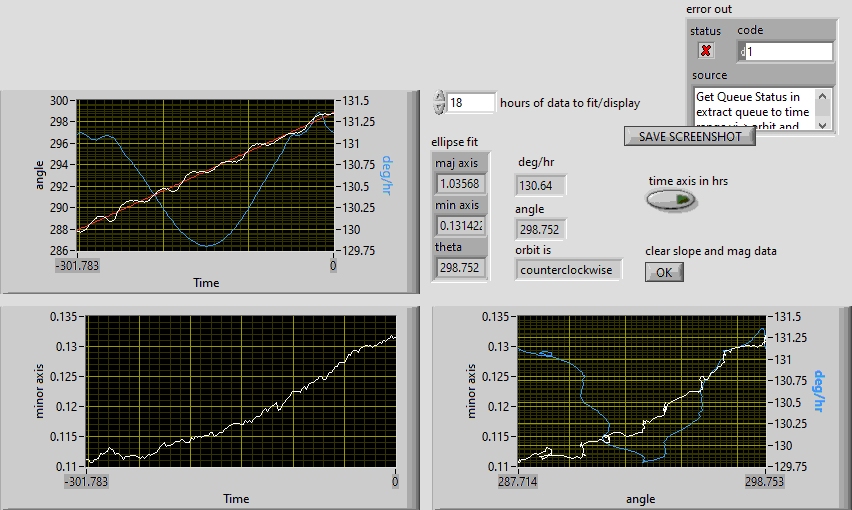 error out
status
code
1
source
Get Queue Status in
extract queue to time
SAVE SCREENSHOT
18 hours of data to fit/display
ellipse fit
maj axis
1.03568
min axis
0.131422
theta
298.752
deg/hr
130.64
angle
298.752
orbit is
counterclockwise
time axis in hrs
clear slope and mag data
OK
300
298
296
294
292
290
288
286
angle
131.5
131.25
131
130.75
130.5
130.25
130
129.75
deg/hr
-301.783
0
Time
0.135
0.13
0.125
0.12
0.115
0.11
minor axis
-301.783
0
Time
0.135
0.13
0.125
0.12
0.115
0.11
minor axis
131.5
131.25
131
130.75
130.5
130.25
130
129.75
deg/hr
287.714
298.753
angle